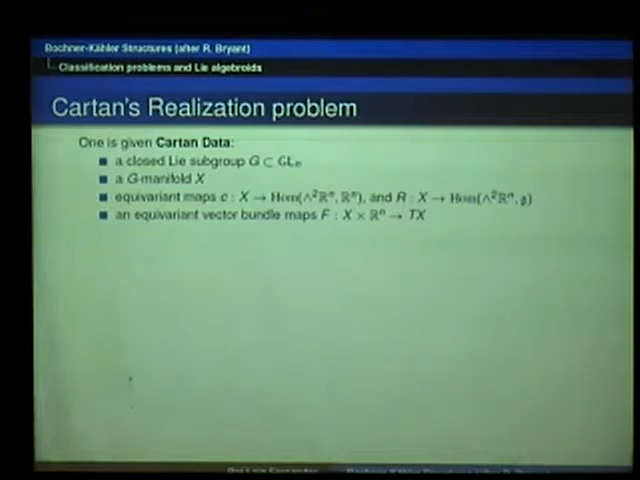 Bochner-Kähler Structures (after R. Bryant)
Classification problems and Lie algebroids
Cartan's Realization problem
One is given Cartan Data:
a closed Lie subgroup G ⊂ GLₙ
a G-manifold X
equivariant maps c : X → Hom(∧²ℝⁿ, ℝⁿ), and R : X → Hom(∧²ℝⁿ, 𝔤)
an equivariant vector bundle maps F : X × ℝⁿ → TX